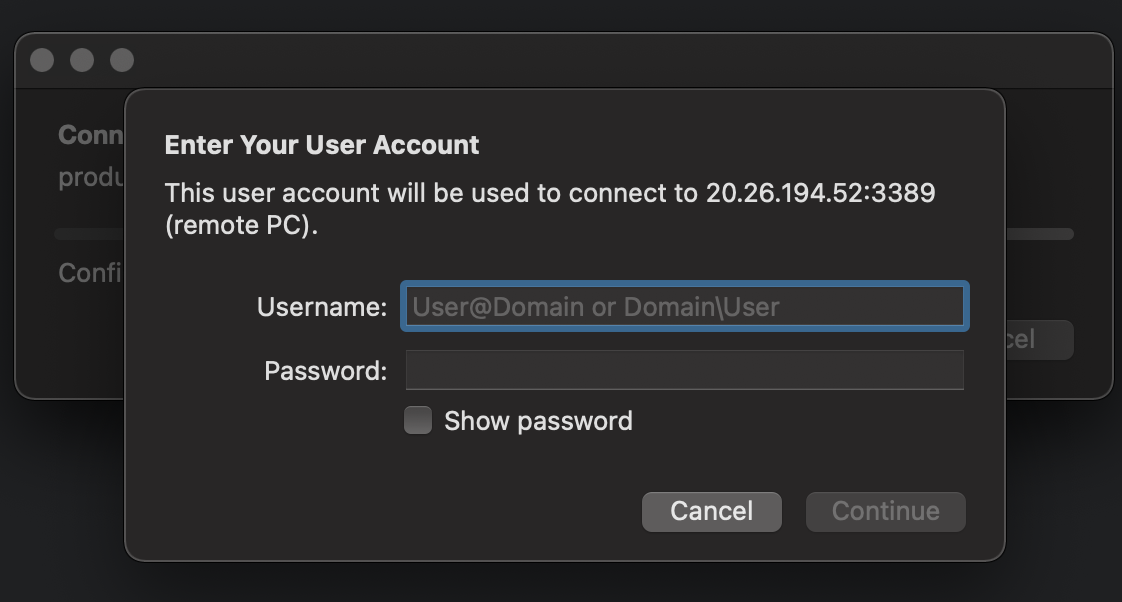 Enter Your User Account
This user account will be used to connect to 20.26.194.52:3389
(remote PC).
Conn
produ
Confi
Username: User@Domain or Domain\User
Password:
Show password
cel
Cancel Continue